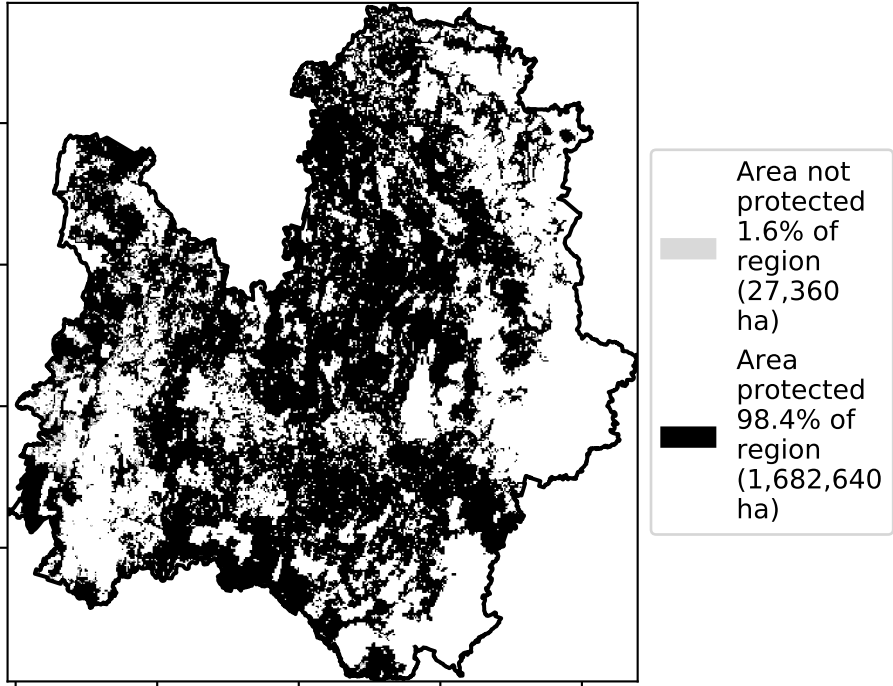 Area not
protected
1.6% of
region
(27,360
ha)
Area
protected
98.4% of
region
(1,682,640
ha)